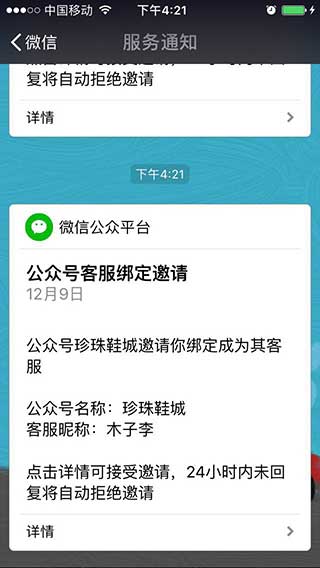 中国移动 下午4:21
微信 服务通知
复将自动拒绝邀请
详情
下午4:21
微信公众平台
公众号客服绑定邀请
12月9日
公众号珍珠鞋城邀请你绑定成为其客
服
公众号名称：珍珠鞋城
客服昵称：木子李
点击详情可接受邀请，24小时内未回
复将自动拒绝邀请
详情